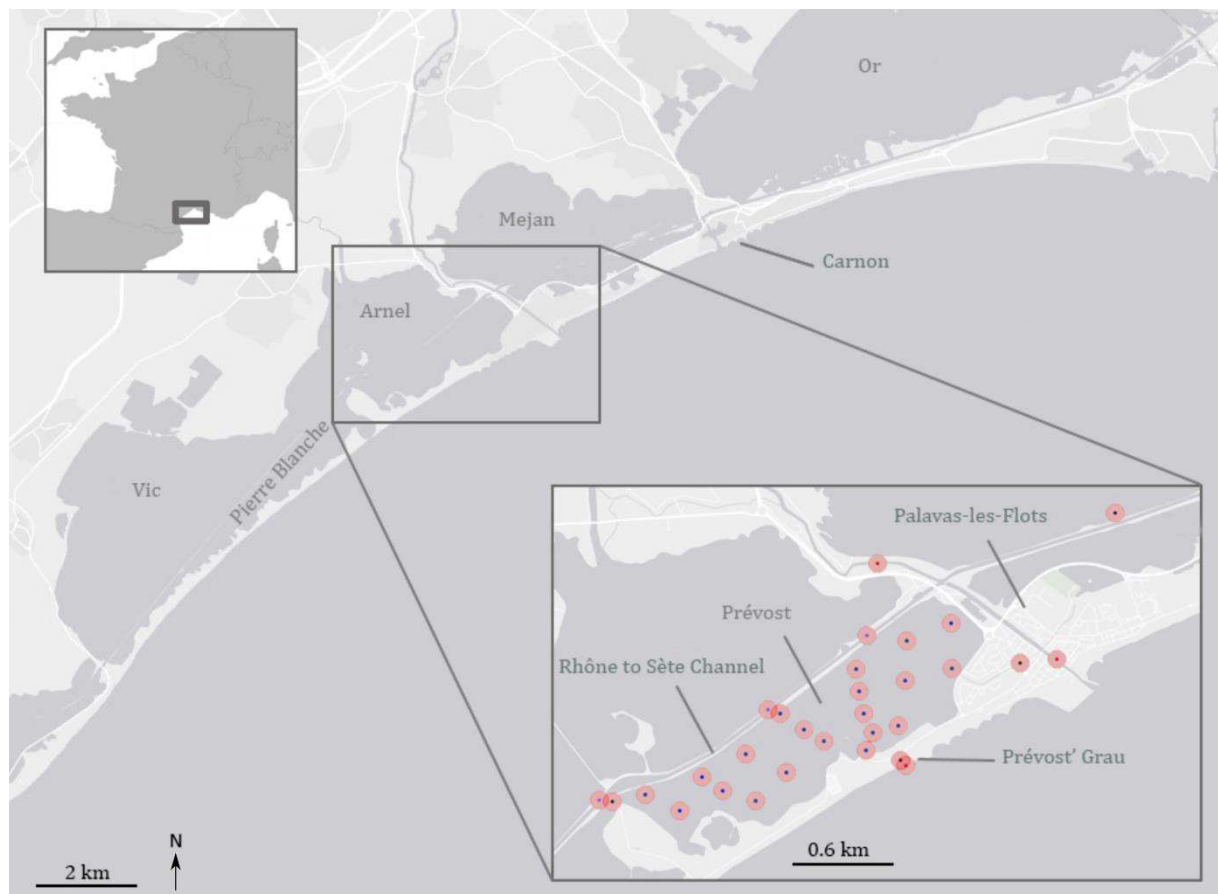 Or
Mejan
Carnon
Arnel
Vic
Pierre Blanche
Palavas-les-Flots
Prévost
Rhône to Sète Channel
Prévost’ Grau
0.6 km
N
2 km